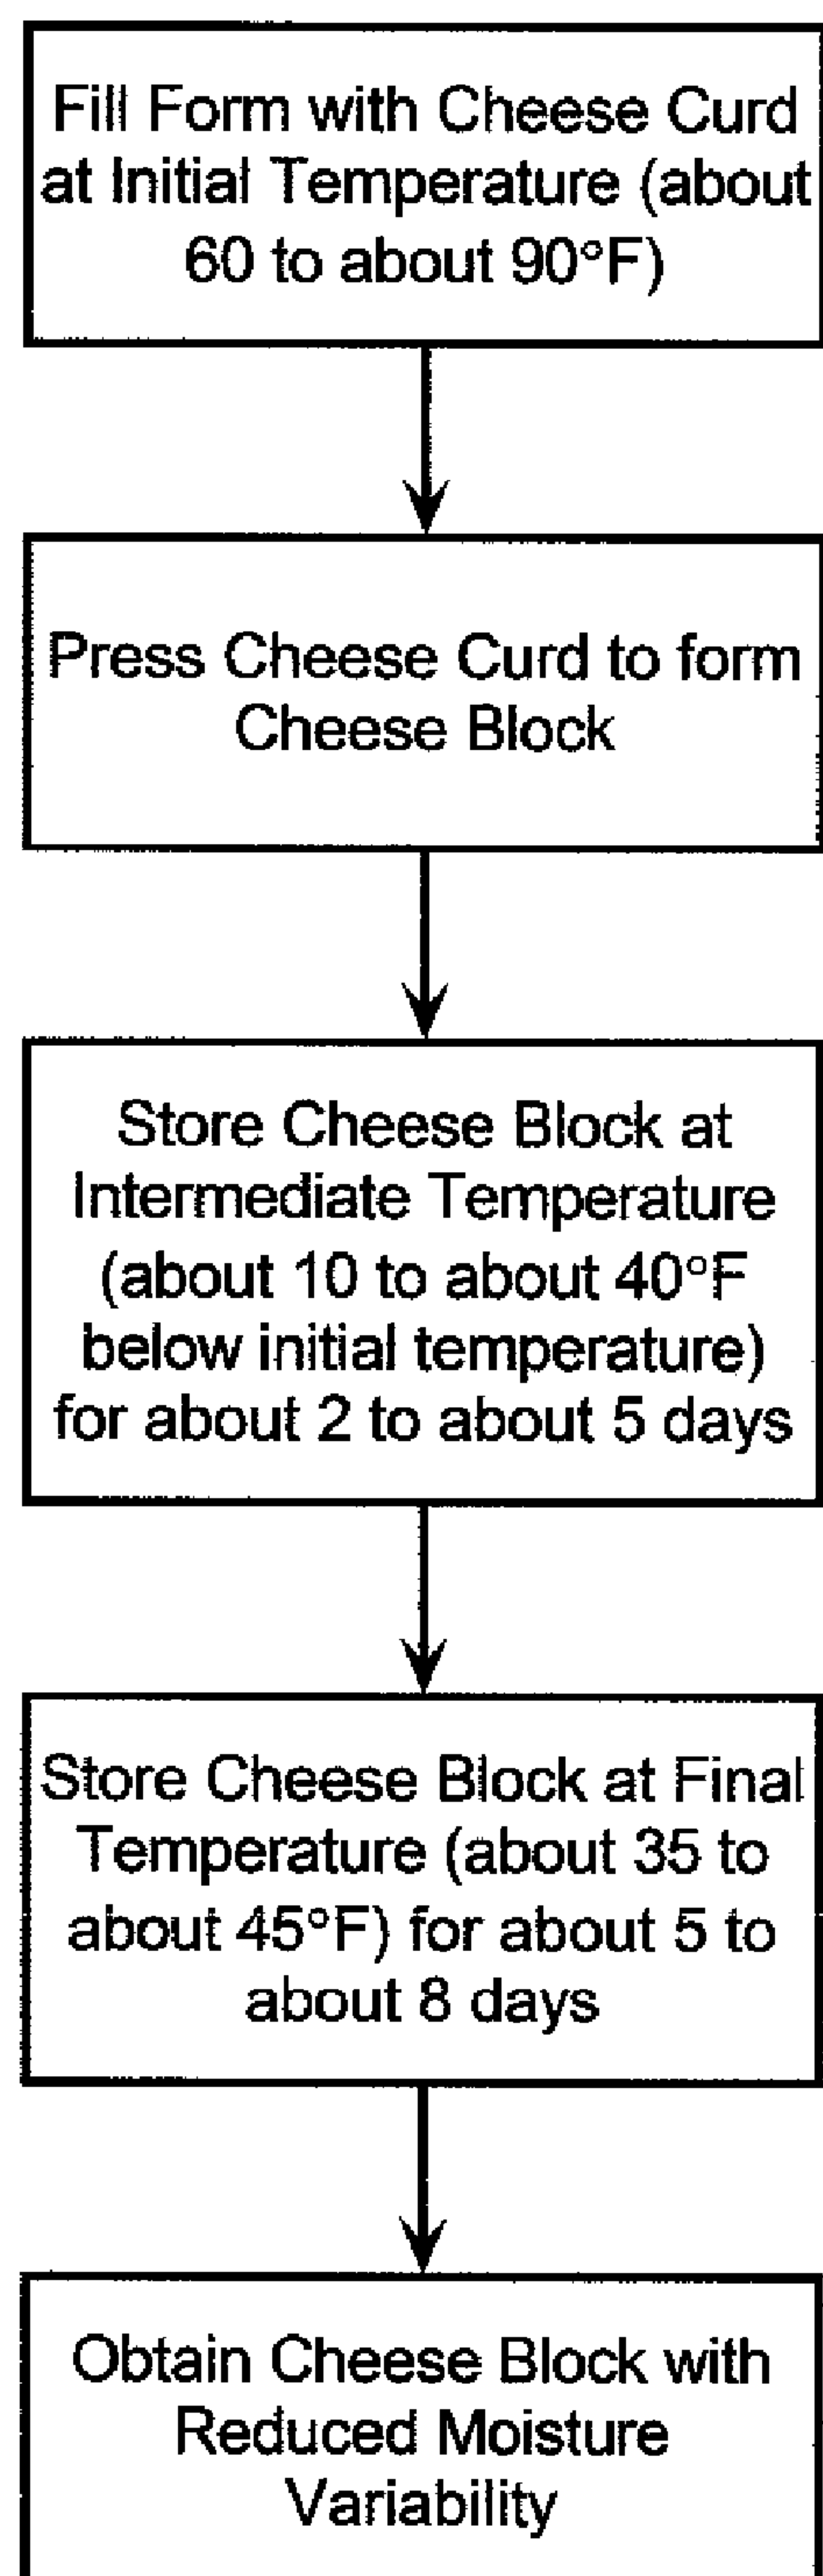 Fill Form with Cheese Curd
at Initial Temperature (about
60 to about 90°F)
Press Cheese Curd to form
Cheese Block
Store Cheese Block at
Intermediate Temperature
(about 10 to about 40°F
below initial temperature)
for about 2 to about 5 days
Store Cheese Block at Final
Temperature (about 35 to
about 45°F) for about 5 to
about 8 days
Obtain Cheese Block with
Reduced Moisture
Variability